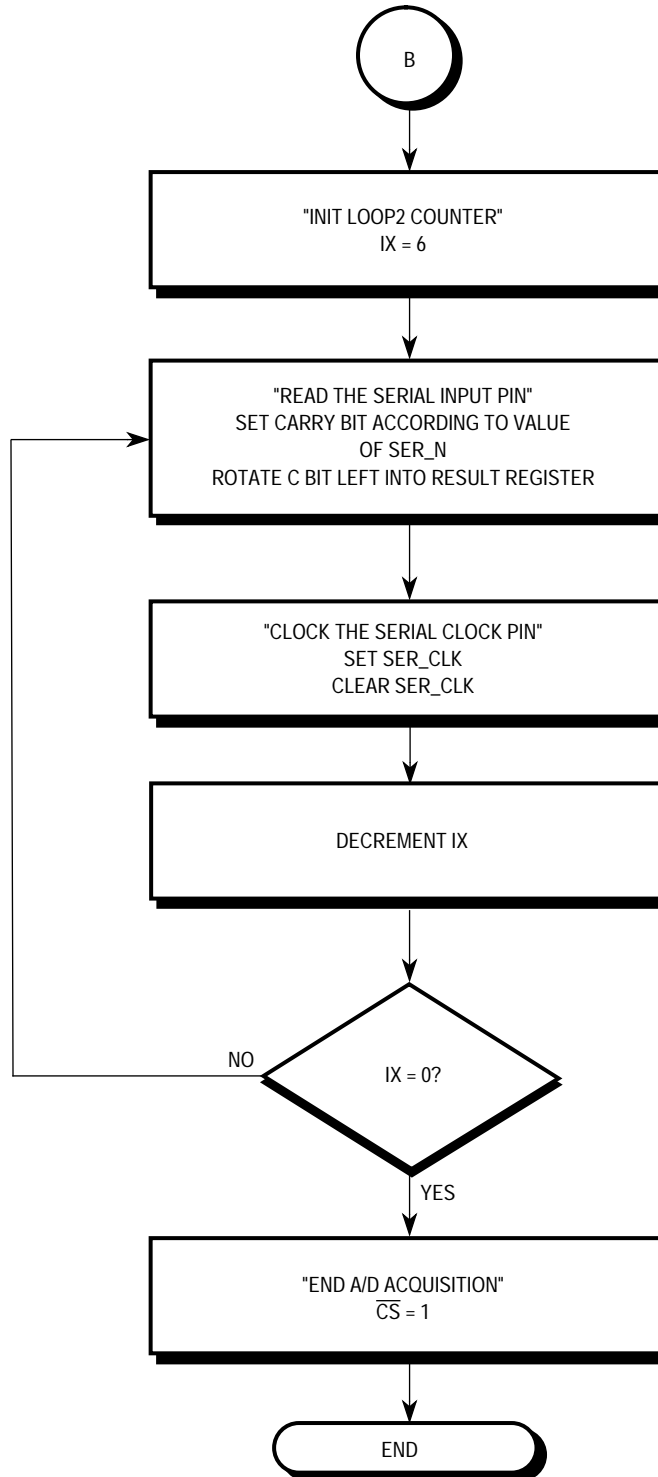 B
"INIT LOOP2 COUNTER"
IX = 6
"READ THE SERIAL INPUT PIN"
SET CARRY BIT ACCORDING TO VALUE
OF SER_N
ROTATE C BIT LEFT INTO RESULT REGISTER
"CLOCK THE SERIAL CLOCK PIN"
SET SER_CLK
CLEAR SER_CLK
DECREMENT IX
NO
IX = 0?
YES
"END A/D ACQUISITION"
C̅S̅ = 1
END